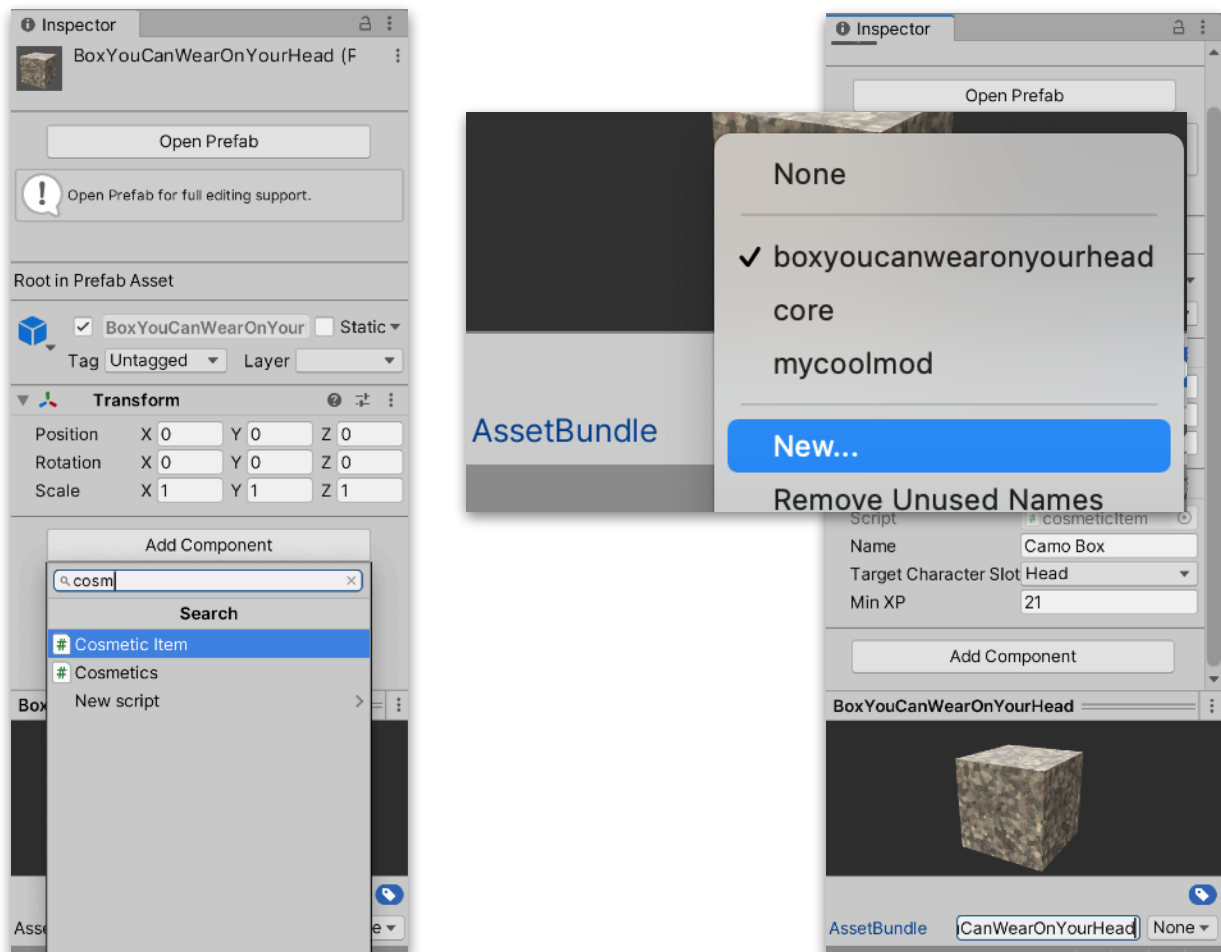 Inspector
BoxYouCanWearOnYourHead (F
Open Prefab
Open Prefab for full editing support.
Root in Prefab Asset
BoxYouCanWearOnYour Static
Tag Untagged Layer
Transform
Position X 0 Y 0 Z 0
Rotation X 0 Y 0 Z 0
Scale X 1 Y 1 Z 1
Add Component
cosm
Search
# Cosmetic Item
# Cosmetics
New script
Box
Asse e
None
boxyoucanwearonyourhead
core
mycoolmod
AssetBundle
New...
Remove Unused Names
Inspector
Open Prefab
Script # cosmeticItem
Name Camo Box
Target Character Slot Head
Min XP 21
Add Component
BoxYouCanWearOnYourHead
AssetBundle CanWearOnYourHead None